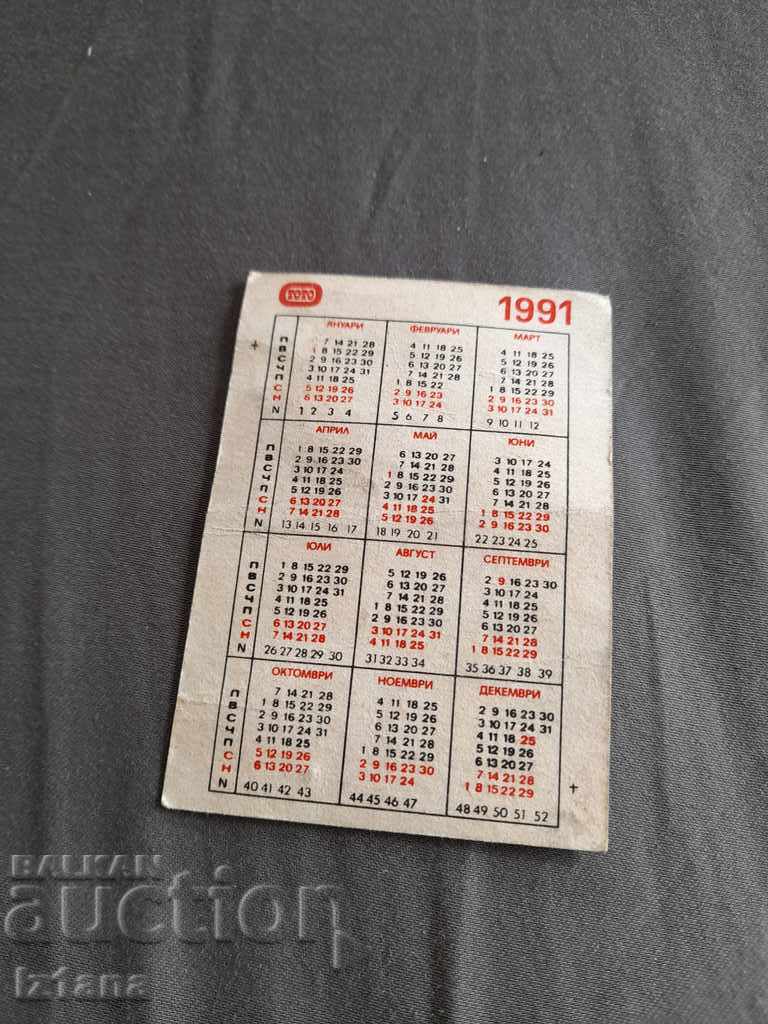 ТОТО 1991
ЯНУАРИ ФЕВРУАРИ МАРТ
П 7 14 21 28 4 11 18 25 4 11 18 25
В 1 8 15 22 29 5 12 19 26 5 12 19 26
С 2 9 16 23 30 6 13 20 27 6 13 20 27
Ч 3 10 17 24 31 7 14 21 28 7 14 21 28
П 4 11 18 25 1 8 15 22 1 8 15 22 29
С 5 12 19 26 2 9 16 23 2 9 16 23 30
Н 6 13 20 27 3 10 17 24 3 10 17 24 31
N 1 2 3 4 5 6 7 8 9 10 11 12
АПРИЛ МАЙ ЮНИ
П 1 8 15 22 29 6 13 20 27 3 10 17 24
В 2 9 16 23 30 7 14 21 28 4 11 18 25
С 3 10 17 24 1 8 15 22 29 5 12 19 26
Ч 4 11 18 25 2 9 16 23 30 6 13 20 27
П 5 12 19 26 3 10 17 24 31 7 14 21 28
С 6 13 20 27 4 11 18 25 1 8 15 22 29
Н 7 14 21 28 5 12 19 26 2 9 16 23 30
N 13 14 15 16 17 18 19 20 21 22 23 24 25
ЮЛИ АВГУСТ СЕПТЕМВРИ
П 1 8 15 22 29 5 12 19 26 2 9 16 23 30
В 2 9 16 23 30 6 13 20 27 3 10 17 24
С 3 10 17 24 31 7 14 21 28 4 11 18 25
Ч 4 11 18 25 1 8 15 22 29 5 12 19 26
П 5 12 19 26 2 9 16 23 30 6 13 20 27
С 6 13 20 27 3 10 17 24 31 7 14 21 28
Н 7 14 21 28 4 11 18 25 1 8 15 22 29
N 26 27 28 29 30 31 32 33 34 35 36 37 38 39
ОКТОМВРИ НОЕМВРИ ДЕКЕМВРИ
П 7 14 21 28 4 11 18 25 2 9 16 23 30
В 1 8 15 22 29 5 12 19 26 3 10 17 24 31
С 2 9 16 23 30 6 13 20 27 4 11 18 25
Ч 3 10 17 24 31 7 14 21 28 5 12 19 26
П 4 11 18 25 1 8 15 22 29 6 13 20 27
С 5 12 19 26 2 9 16 23 30 7 14 21 28
Н 6 13 20 27 3 10 17 24 1 8 15 22 29
N 40 41 42 43 44 45 46 47 48 49 50 51 52
BALKAN
auction
Iztana